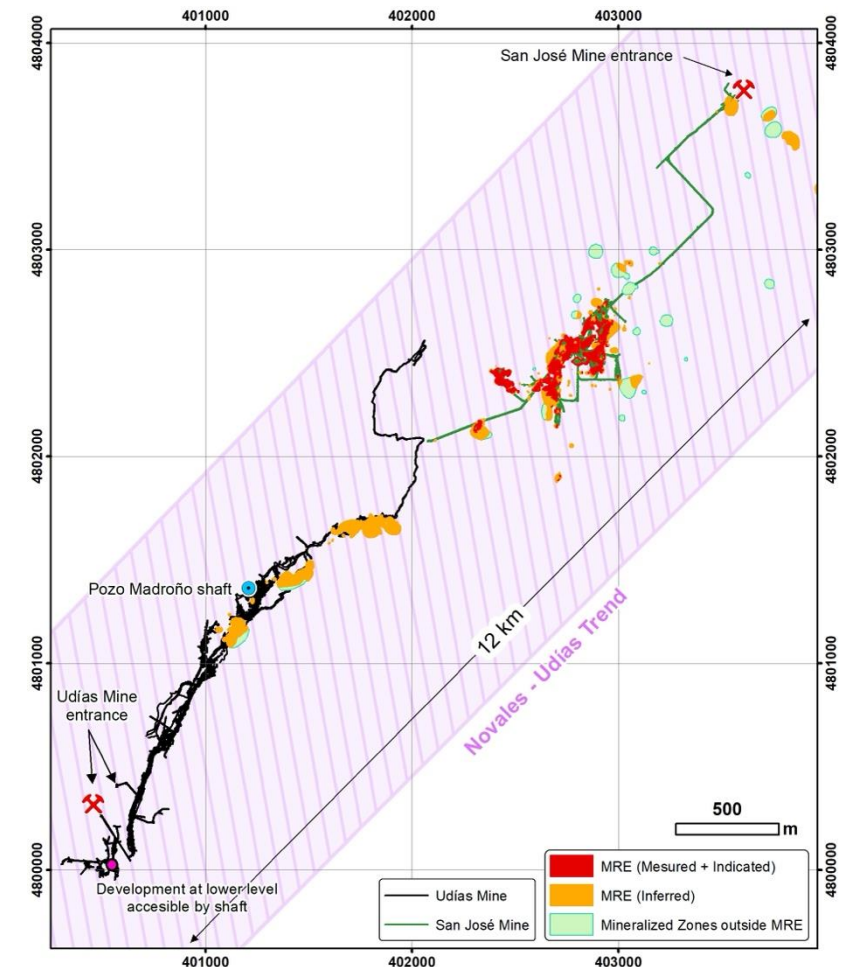 401000
402000
403000
4804000
4804000
San José Mine entrance
4803000
4803000
4802000
4802000
Pozo Madroño shaft
12 km
Novales - Udías Trend
4801000
4801000
Udías Mine
entrance
500
m
4800000
4800000
Development at lower level
accesible by shaft
Udías Mine
San José Mine
MRE (Mesured + Indicated)
MRE (Inferred)
Mineralized Zones outside MRE
401000
402000
403000